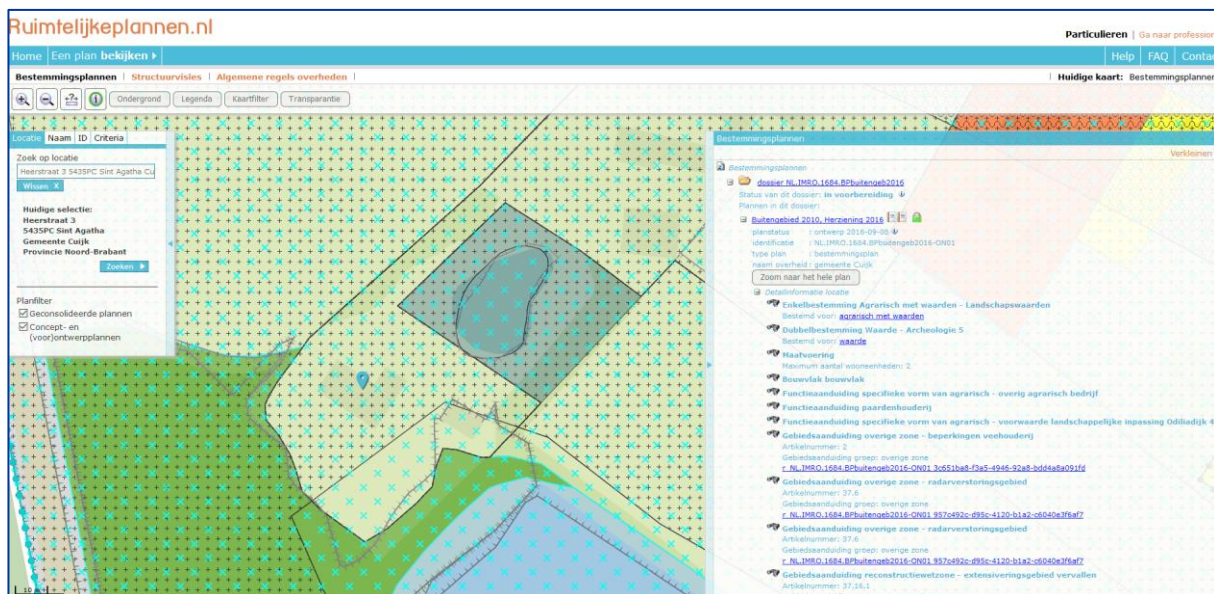 Ruimtelijkeplannen.nl
Particulieren | Ga naar profession
Home Een plan bekijken
Help FAQ Contac
Bestemmingsplannen | Structuurvisies | Algemene regels overheden |
Huidige kaart: Bestemmingsplannen
Ondergrond Legenda Kaartfilter Transparantie
Locatie Naam ID Criteria
Zoek op locatie
Heerstraat 3 5435PC Sint Agatha Cu
Wissen X
Huidige selectie:
Heerstraat 3
5435PC Sint Agatha
Gemeente Cuijk
Provincie Noord-Brabant
Zoeken
Planfilter
Geconsolideerde plannen
Concept- en
(voor)ontwerpplannen
10 m
Bestemmingsplannen
Verkleinen
Bestemmingsplannen
dossier NL.IMRO.1684.BPbuitengeb2016
Status van dit dossier: in voorbereiding
Plannen in dit dossier:
Buitengebied 2010, Herziening 2016
planstatus : ontwerp 2016-09-08
identificatie : NL.IMRO.1684.BPbuitengeb2016-ON01
type plan : bestemmingsplan
naam overheid : gemeente Cuijk
Zoom naar het hele plan
Detailinformatie locatie
Enkelbestemming Agrarisch met waarden - Landschapswaarden
Bestemd voor: agrarisch met waarden
Dubbelbestemming Waarde - Archeologie 5
Bestemd voor: waarde
Maatvoering
Maximum aantal wooneenheden: 2
Bouwvlak bouwvlak
Functieaanduiding specifieke vorm van agrarisch - overig agrarisch bedrijf
Functieaanduiding paardenhouderij
Functieaanduiding specifieke vorm van agrarisch - voorwaarde landschappelijke inpassing Odiliadijk 4
Gebiedsaanduiding overige zone - beperkingen veehouderij
Artikelnummer: 2
Gebiedsaanduiding groep: overige zone
r_NL.IMRO.1684.BPbuitengeb2016-ON01_3c651ba8-f3a5-4946-92a8-bdd4a8a091fd
Gebiedsaanduiding overige zone - radarverstoringsgebied
Artikelnummer: 37.6
Gebiedsaanduiding groep: overige zone
r_NL.IMRO.1684.BPbuitengeb2016-ON01_957c492c-d95c-4120-b1a2-c6040e3f6af7
Gebiedsaanduiding overige zone - radarverstoringsgebied
Artikelnummer: 37.6
Gebiedsaanduiding groep: overige zone
r_NL.IMRO.1684.BPbuitengeb2016-ON01_957c492c-d95c-4120-b1a2-c6040e3f6af7
Gebiedsaanduiding reconstructiewetzone - extensiveringsgebied vervallen
Artikelnummer: 37.16.1